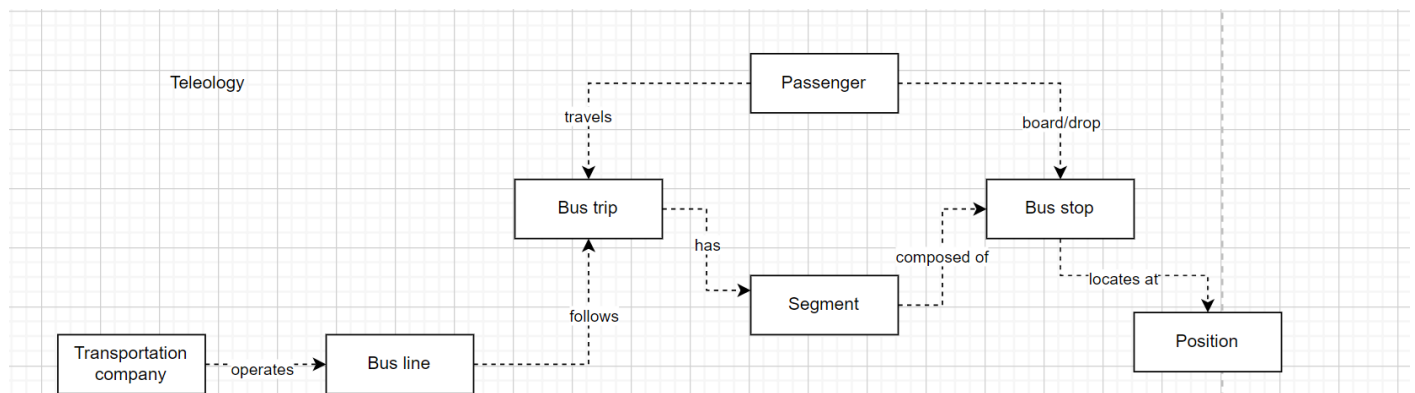 Teleology
Passenger
travels
board/drop
Bus trip
Bus stop
has
composed of
locates at
Segment
follows
Position
Transportation
company
operates
Bus line